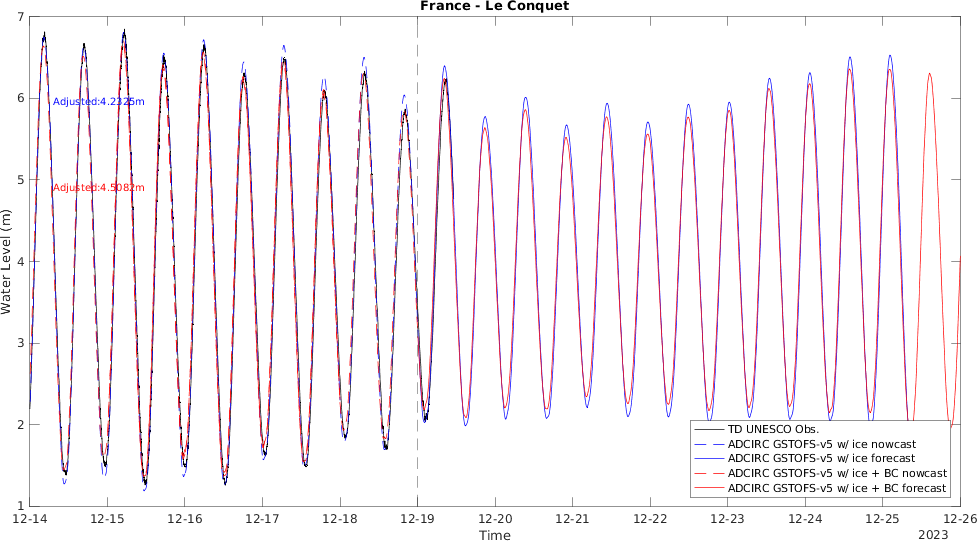 France - Le Conquet
7
6
5
4
3
2
1
Water Level (m)
Adjusted:4.2325m
Adjusted:4.5082m
TD UNESCO Obs.
ADCIRC GSTOFS-v5 w/ ice nowcast
ADCIRC GSTOFS-v5 w/ ice forecast
ADCIRC GSTOFS-v5 w/ ice + BC nowcast
ADCIRC GSTOFS-v5 w/ ice + BC forecast
12-14 12-15 12-16 12-17 12-18 12-19 12-20 12-21 12-22 12-23 12-24 12-25 12-26
Time
2023